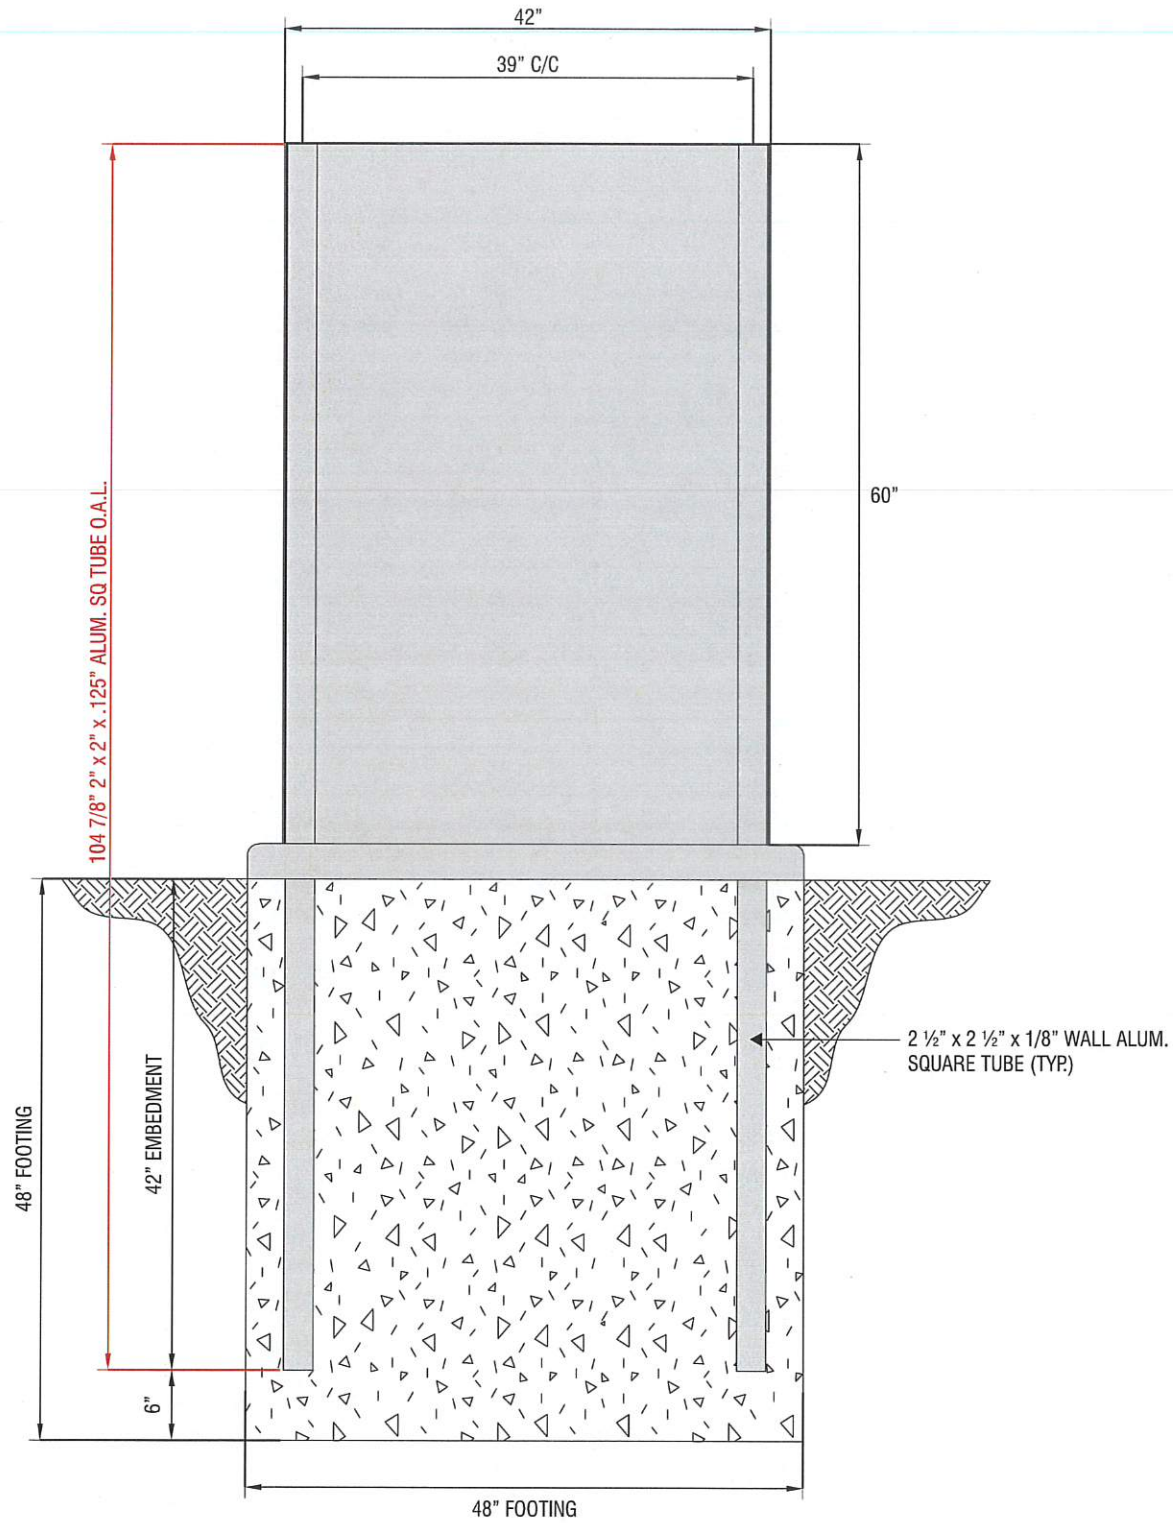 42”
39” C/C
104 7/8” 2” x 2” x .125” ALUM. SQ TUBE O.A.L.
60”
2 ½” x 2 ½” x 1/8” WALL ALUM.
SQUARE TUBE (TYP.)
48” FOOTING
42” EMBEDMENT
6”
48” FOOTING